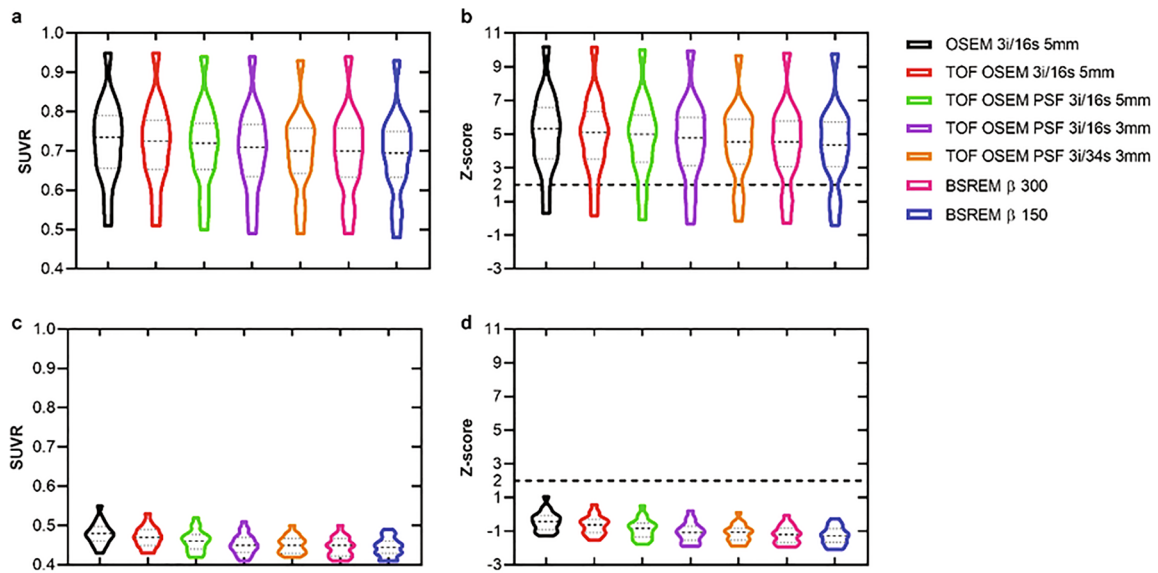 a
1.0
0.9
0.8
0.7
0.6
0.5
0.4
SUVR
b
11
9
7
5
3
2
1
-1
-3
Z-score
OSEM 3i/16s 5mm
TOF OSEM 3i/16s 5mm
TOF OSEM PSF 3i/16s 5mm
TOF OSEM PSF 3i/16s 3mm
TOF OSEM PSF 3i/34s 3mm
BSREM β 300
BSREM β 150
c
1.0
0.9
0.8
0.7
0.6
0.5
0.4
SUVR
d
11
9
7
5
3
2
1
-1
-3
Z-score